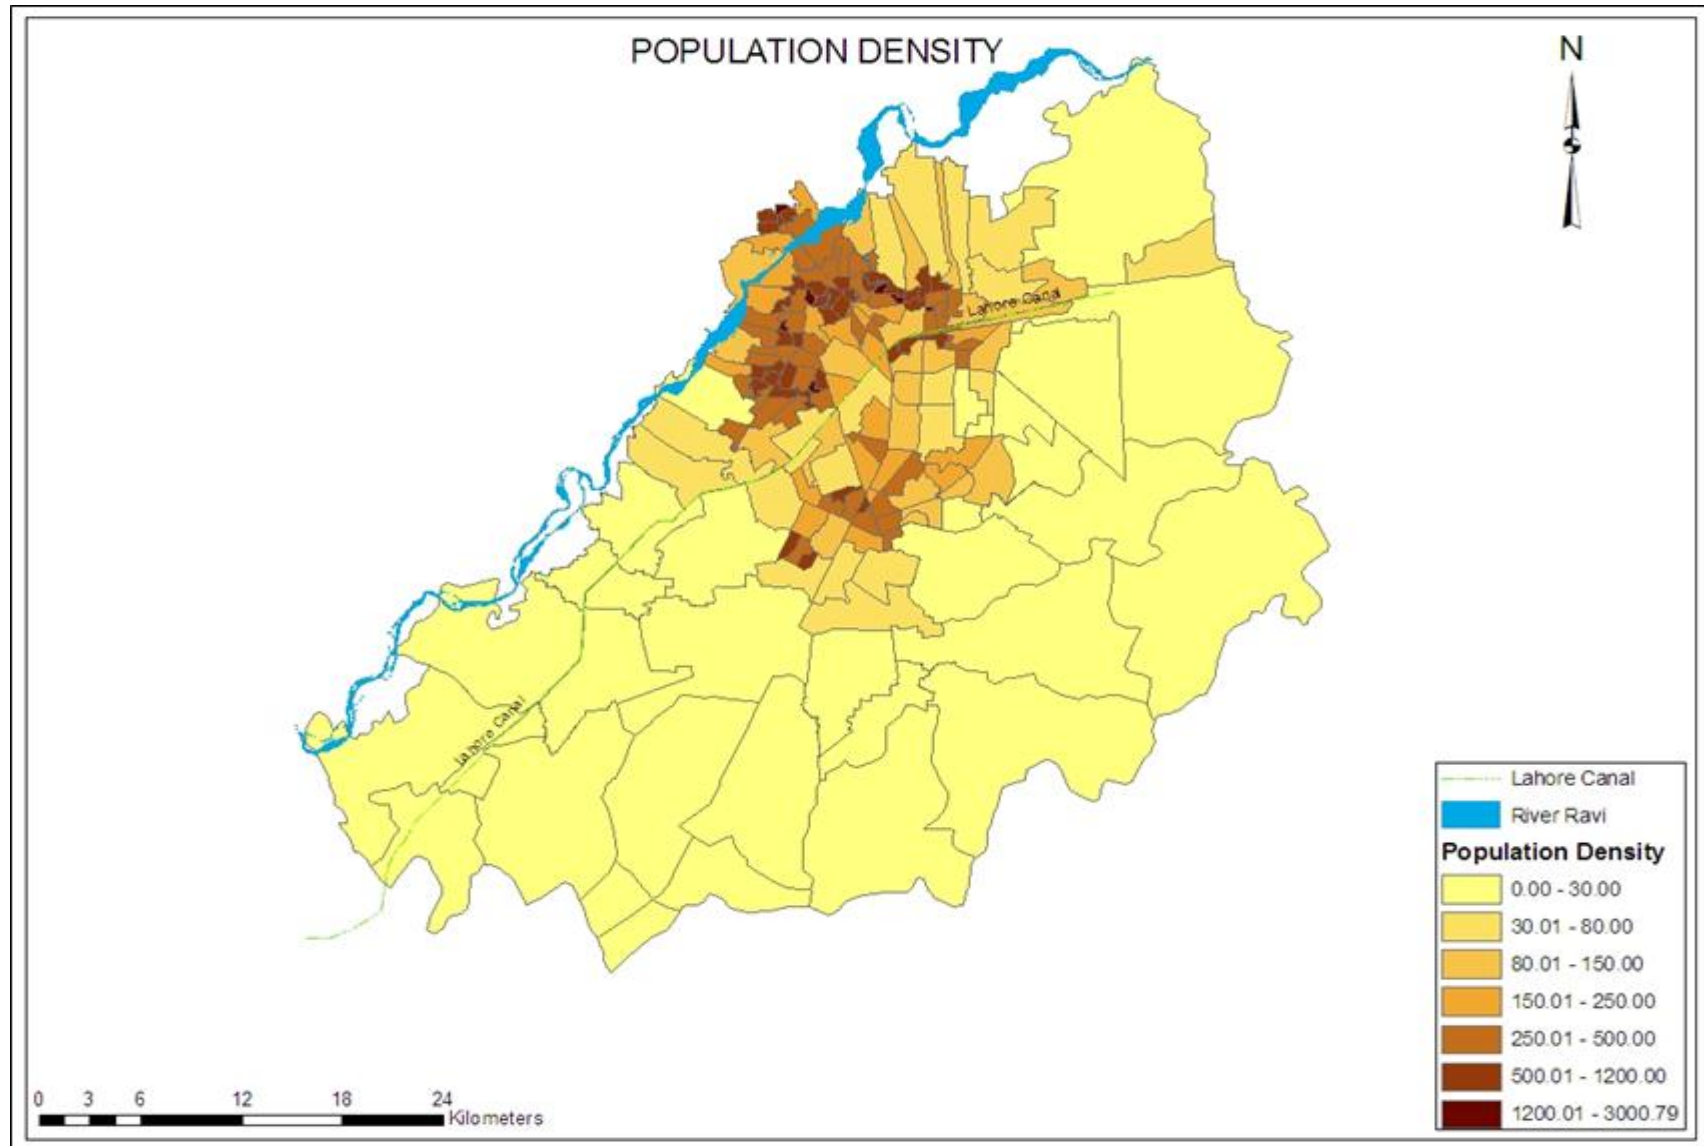 POPULATION DENSITY
N
Lahore Canal
Lahore Canal
Lahore Canal
River Ravi
Population Density
0.00 - 30.00
30.01 - 80.00
80.01 - 150.00
150.01 - 250.00
250.01 - 500.00
500.01 - 1200.00
1200.01 - 3000.79
0 3 6 12 18 24
Kilometers